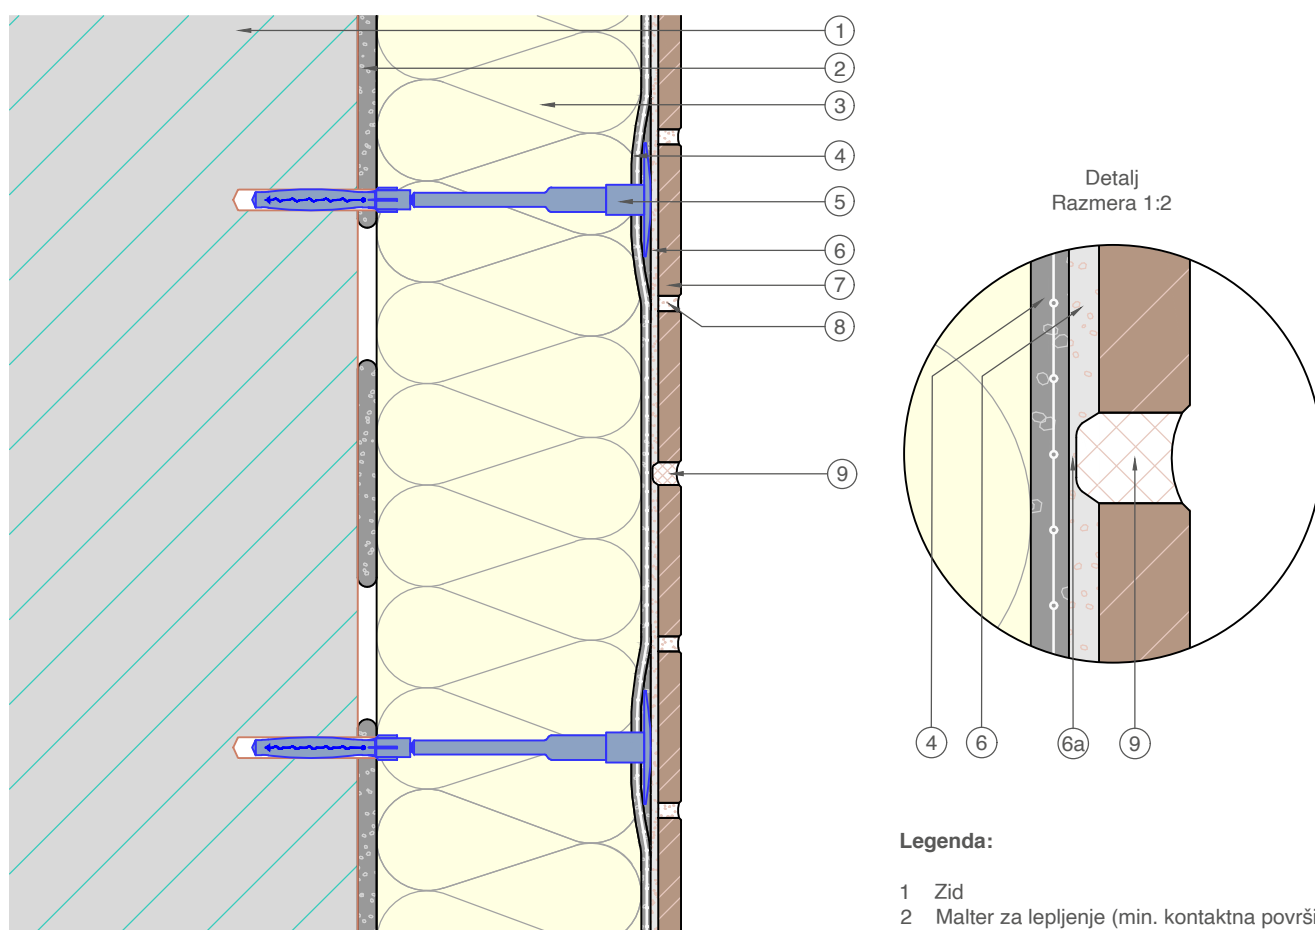 1
2
3
4
5
6
7
8
9
Detalj
Razmera 1:2
4
6
6a
9
Legenda:
1 Zid
2 Malter za lepljenje (min. kontaktna površi